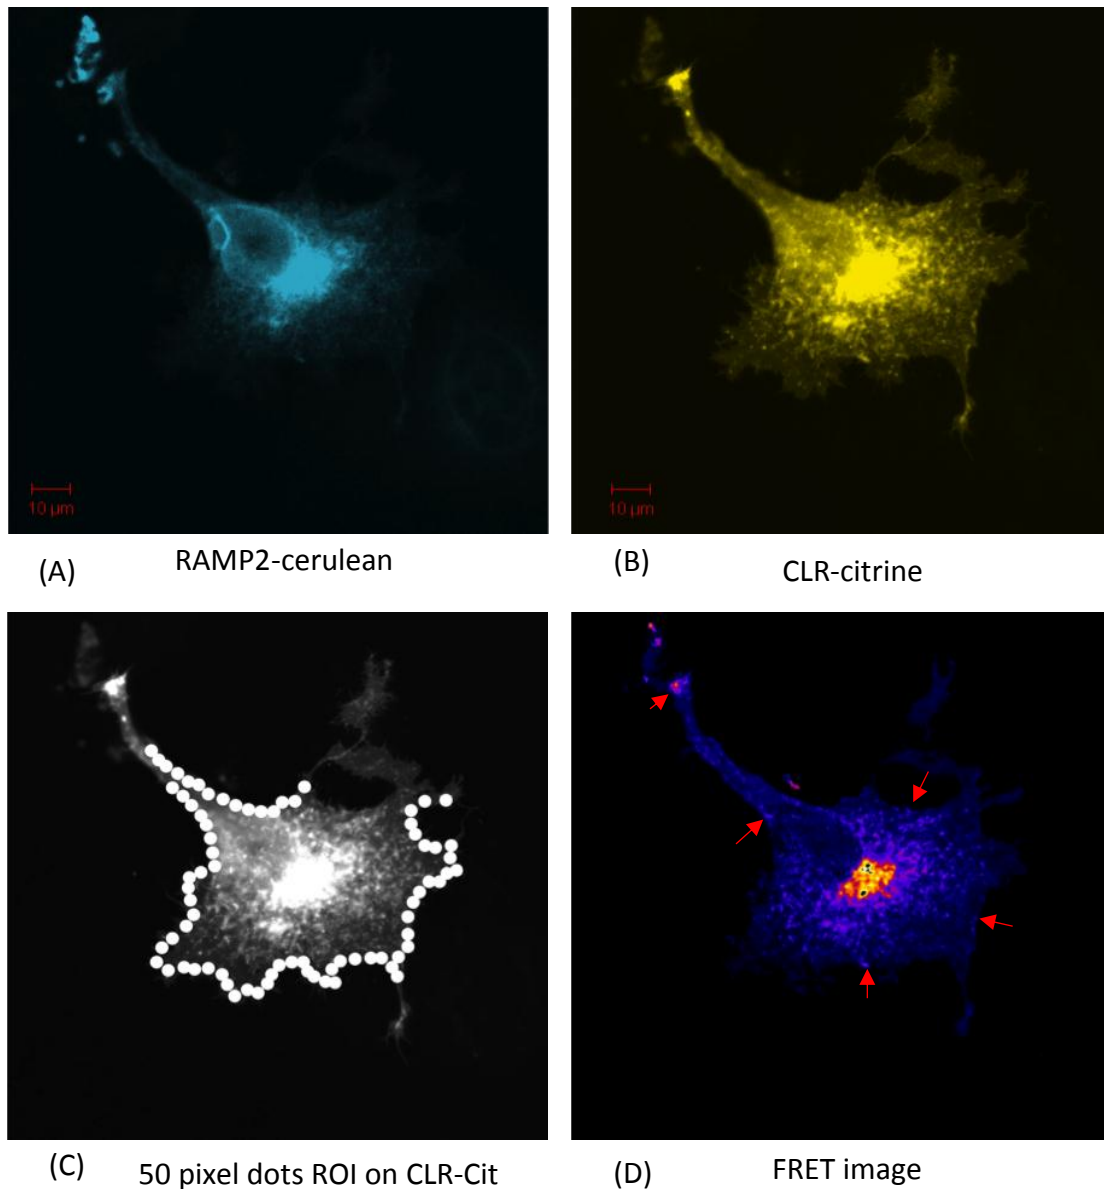 10 µm
10 µm
(A) RAMP2-cerulean
(B) CLR-citrine
(C) 50 pixel dots ROI on CLR-Cit
(D) FRET image